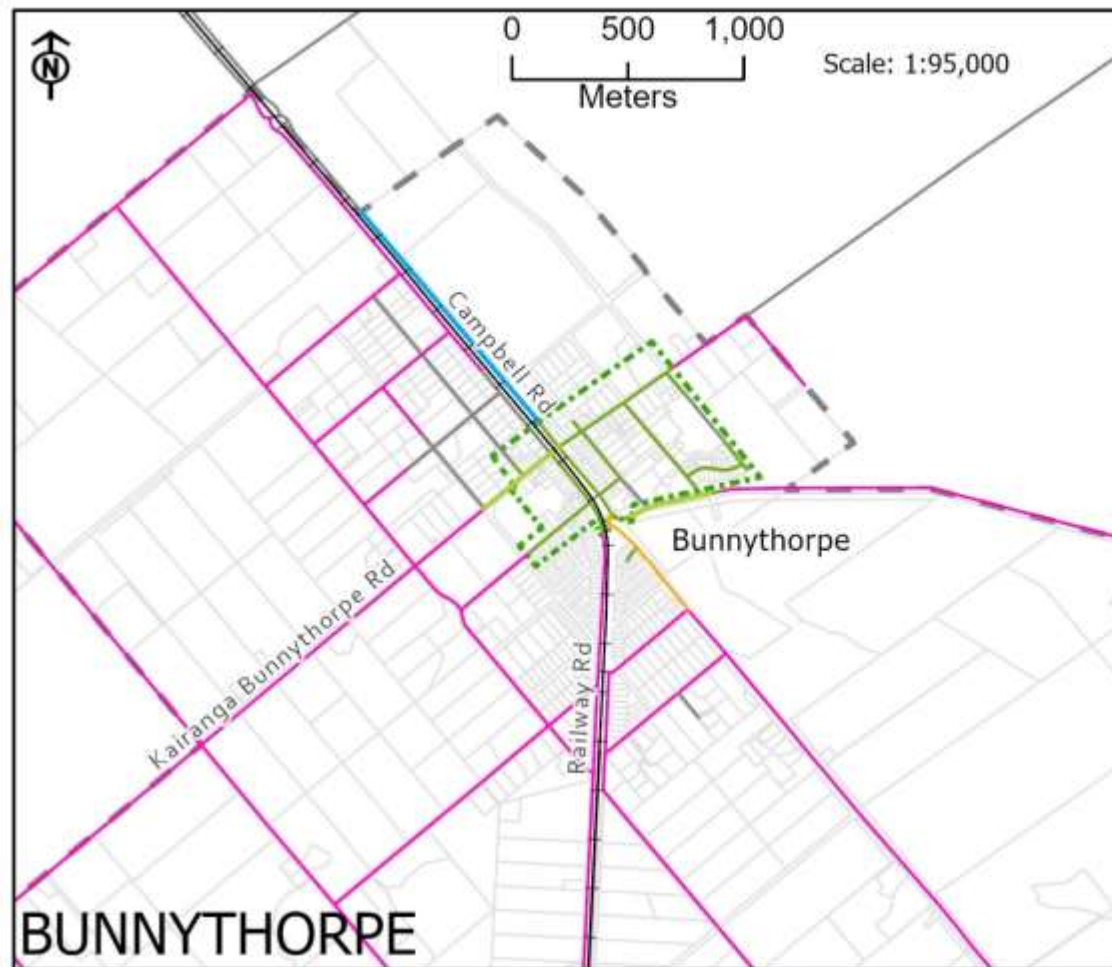 N
0 500 1,000
Meters
Scale: 1:95,000
Campbell Rd
Bunnythorpe
Kairanga Bunnythorpe Rd
Railway Rd
BUNNYTHORPE